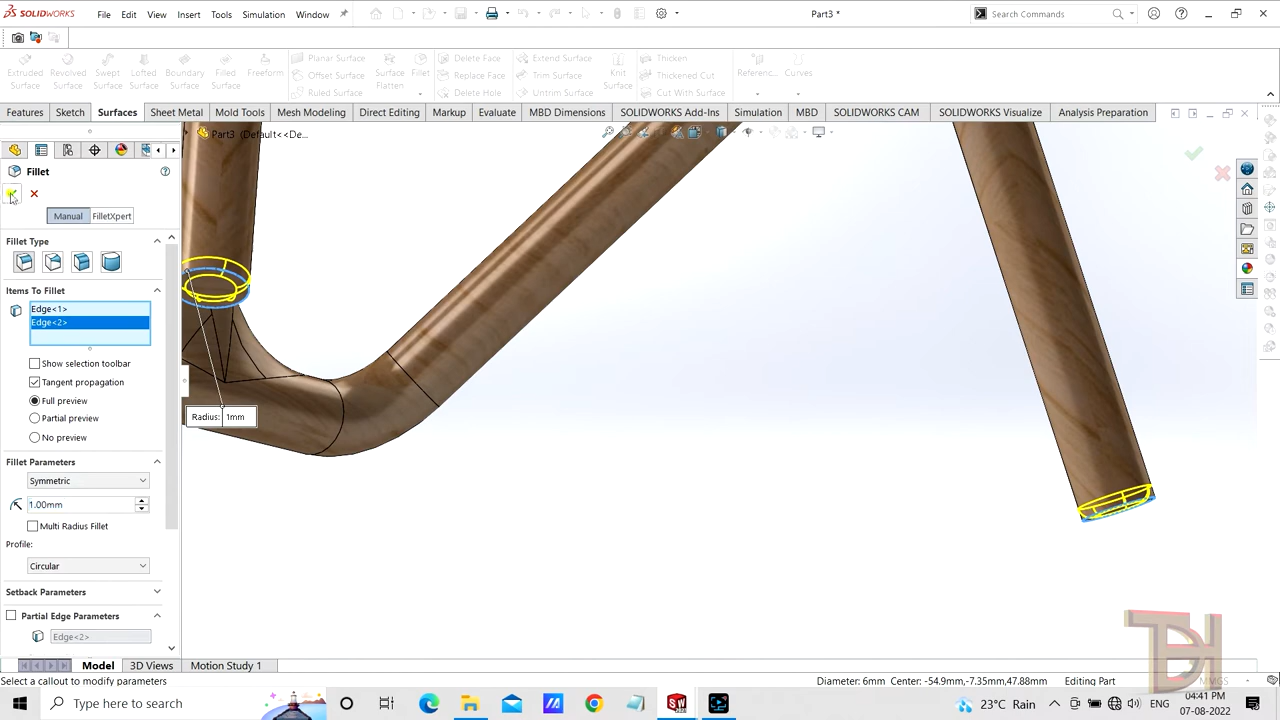 SOLIDWORKS File Edit View Insert Tools Simulation Window Part3 * Search Commands
Extruded Surface Revolved Surface Swept Surface Lofted Surface Boundary Surface Filled Surface Freeform Planar Surface Offset Surface Ruled Surface Surface Flatten Fillet Delete Face Replace Face Delete Hole Extend Surface Trim Surface Untrim Surface Knit Surface Thicken Thickened Cut Cut With Surface Referenc... Curves
Features Sketch Surfaces Sheet Metal Mold Tools Mesh Modeling Direct Editing Markup Evaluate MBD Dimensions SOLIDWORKS Add-Ins Simulation MBD SOLIDWORKS CAM SOLIDWORKS Visualize Analysis Preparation
Part3 (Default<<De...
Fillet
Manual FilletXpert
Fillet Type
Items To Fillet
Edge<1>
Edge<2>
Show selection toolbar
Tangent propagation
Full preview
Partial preview
No preview
Radius: 1mm
Fillet Parameters
Symmetric
1.00mm
Multi Radius Fillet
Profile:
Circular
Setback Parameters
Partial Edge Parameters
Edge<2>
Model 3D Views Motion Study 1
Select a callout to modify parameters Diameter: 6mm Center: -54.9mm,-7.35mm,47.88mm Editing Part MMGS
Type here to search 23°C Rain ENG 04:41 PM
07-08-2022